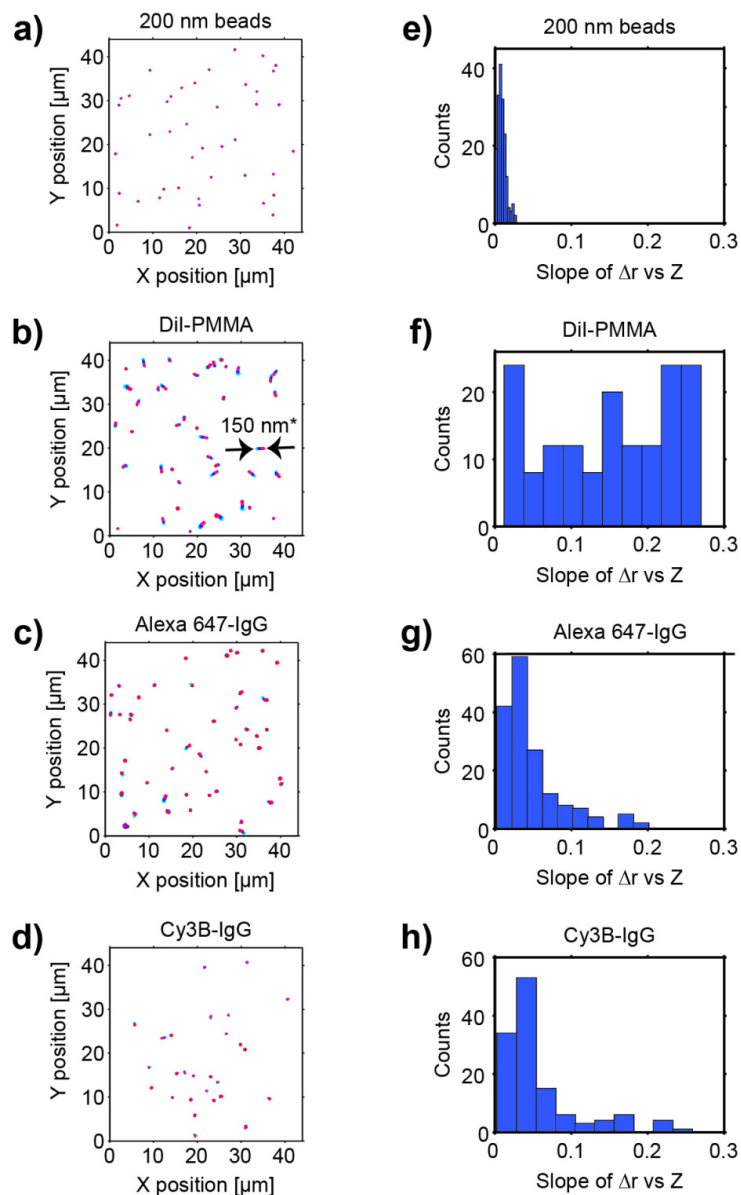 a)
200 nm beads
Y position [µm]
40
30
20
10
0
0 10 20 30 40
X position [µm]
e)
200 nm beads
Counts
40
20
0
0 0.1 0.2 0.3
Slope of Δr vs Z
b)
DiI-PMMA
150 nm*
Y position [µm]
40
30
20
10
0
0 10 20 30 40
X position [µm]
f)
DiI-PMMA
Counts
20
10
0
0 0.1 0.2 0.3
Slope of Δr vs Z
c)
Alexa 647-IgG
Y position [µm]
40
30
20
10
0
0 10 20 30 40
X position [µm]
g)
Alexa 647-IgG
Counts
60
40
20
0
0 0.1 0.2 0.3
Slope of Δr vs Z
d)
Cy3B-IgG
Y position [µm]
40
30
20
10
0
0 10 20 30 40
X position [µm]
h)
Cy3B-IgG
Counts
60
40
20
0
0 0.1 0.2 0.3
Slope of Δr vs Z